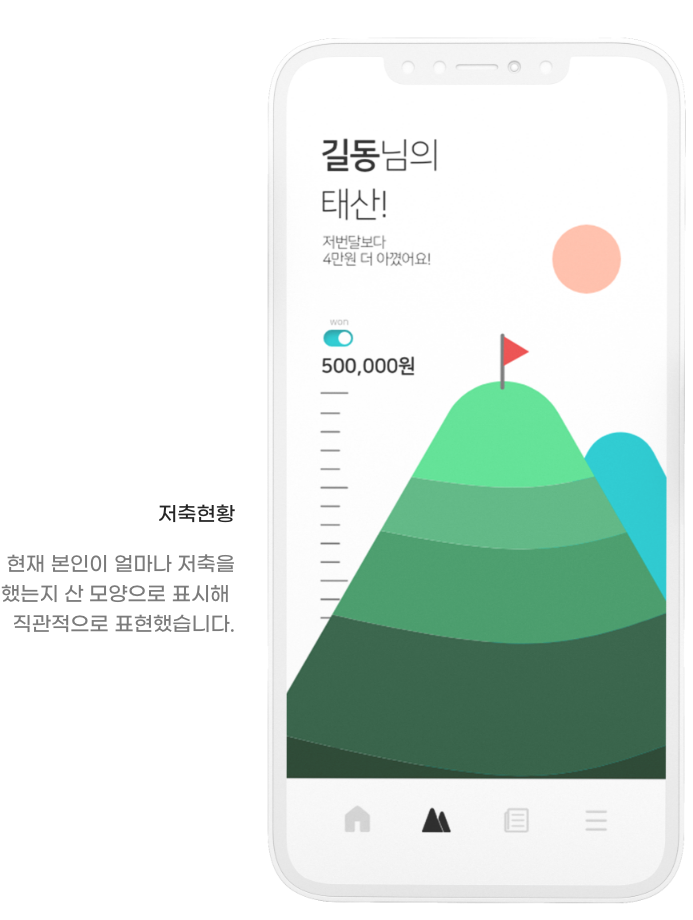 길동님의
태산!
저번달보다
4만원 더 아꼈어요!
won
500,000원
저축현황
현재 본인이 얼마나 저축을
했는지 산 모양으로 표시해
직관적으로 표현했습니다.